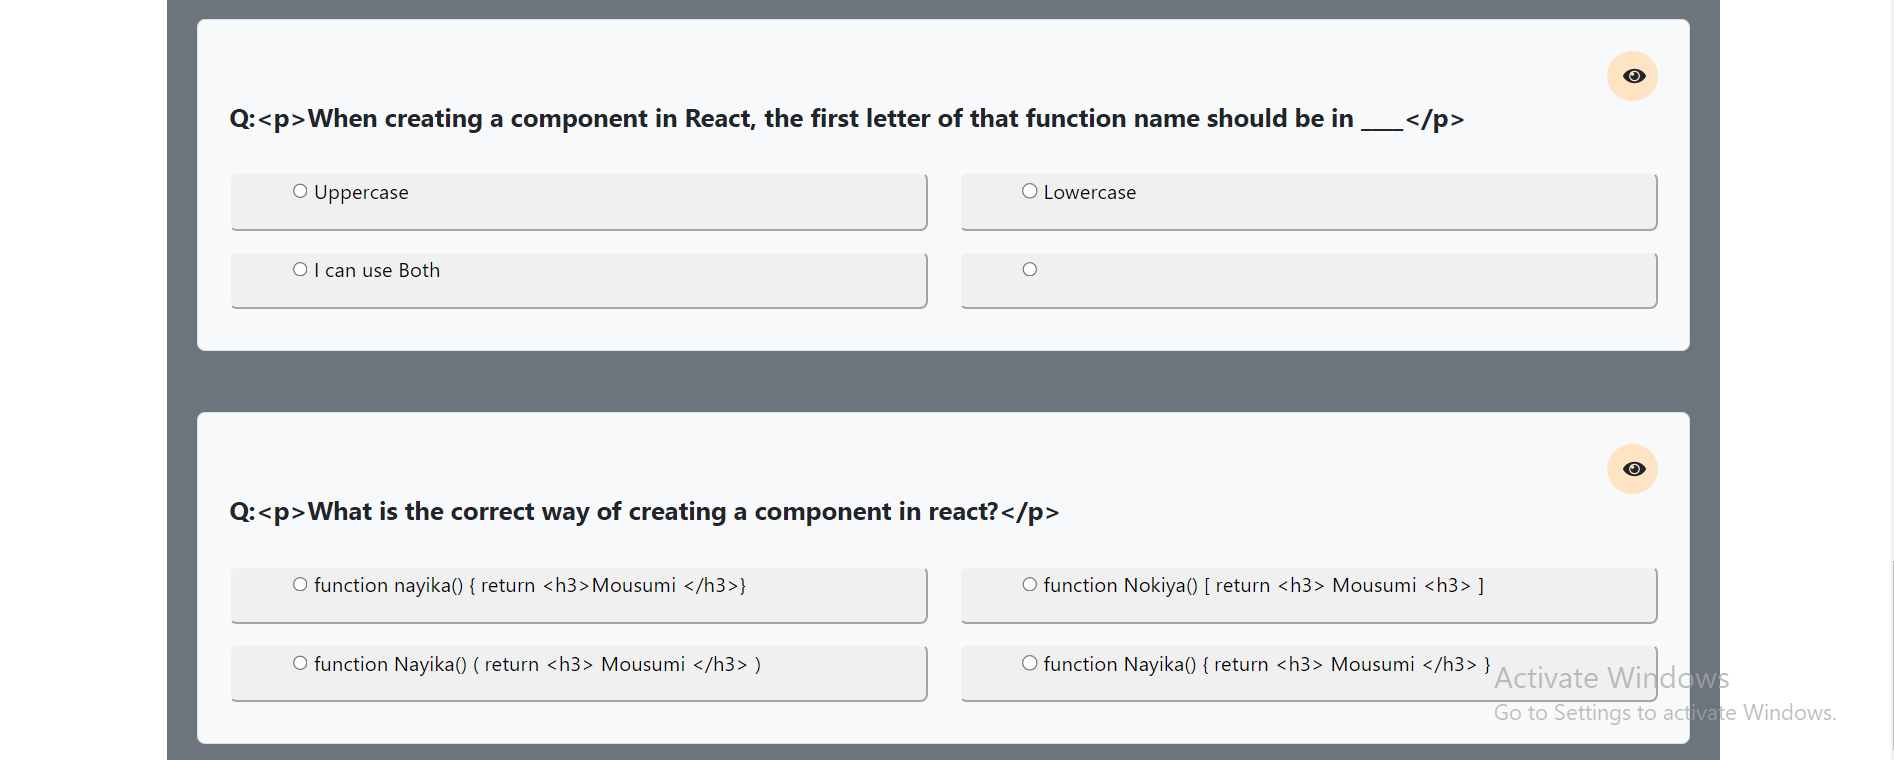 Q:<p>When creating a component in React, the first letter of that function name should be in ____</p>
Uppercase
Lowercase
I can use Both
Q:<p>What is the correct way of creating a component in react?</p>
function nayika() { return <h3>Mousumi </h3>}
function Nokiya() [ return <h3> Mousumi <h3> ]
function Nayika() ( return <h3> Mousumi </h3> )
function Nayika() { return <h3> Mousumi </h3> }
Activate Windows
Go to Settings to activate Windows.